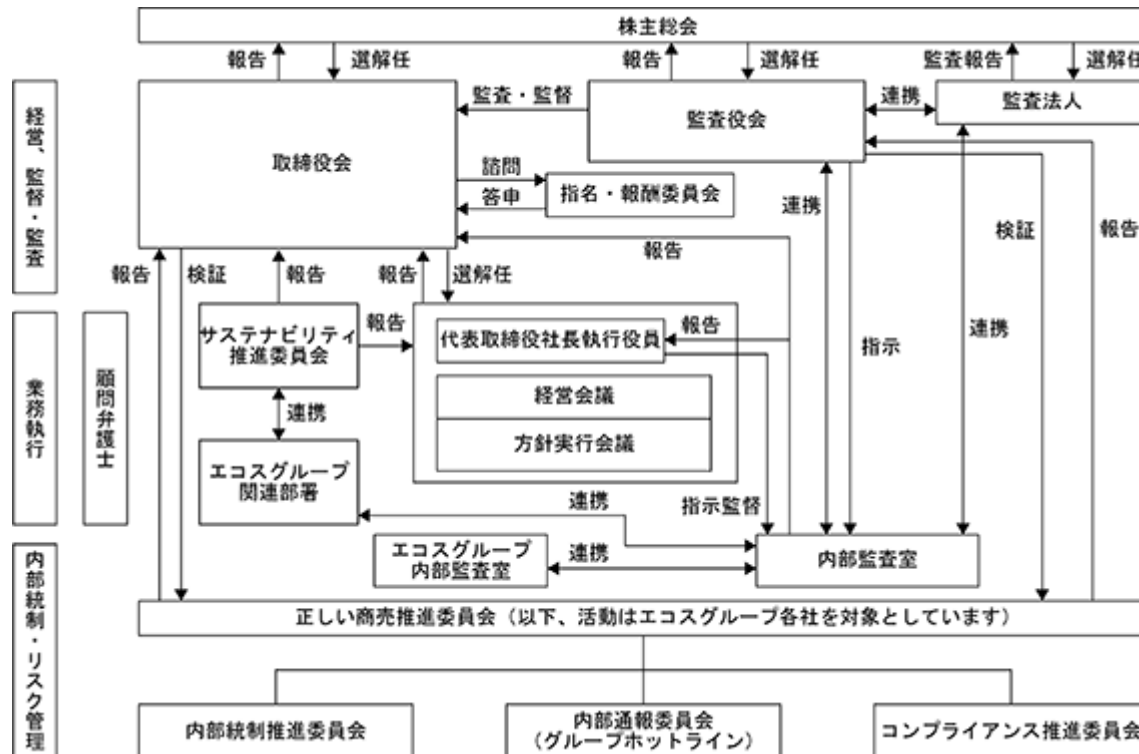 株主総会
報告
選解任
報告
選解任
監査報告
選解任
経営、監督・監査
取締役会
監査・監督
監査役会
連携
監査法人
諮問
答申
指名・報酬委員会
連携
検証
報告
報告
検証
報告
報告
選解任
報告
業務執行
顧問弁護士
サステナビリティ
推進委員会
報告
代表取締役社長執行役員
報告
指示
連携
経営会議
方針実行会議
連携
エコスグループ
関連部署
連携
指示監督
内部統制・リスク管理
エコスグループ
内部監査室
連携
内部監査室
正しい商売推進委員会（以下、活動はエコスグループ各社を対象としています）
内部統制推進委員会
内部通報委員会
（グループホットライン）
コンプライアンス推進委員会